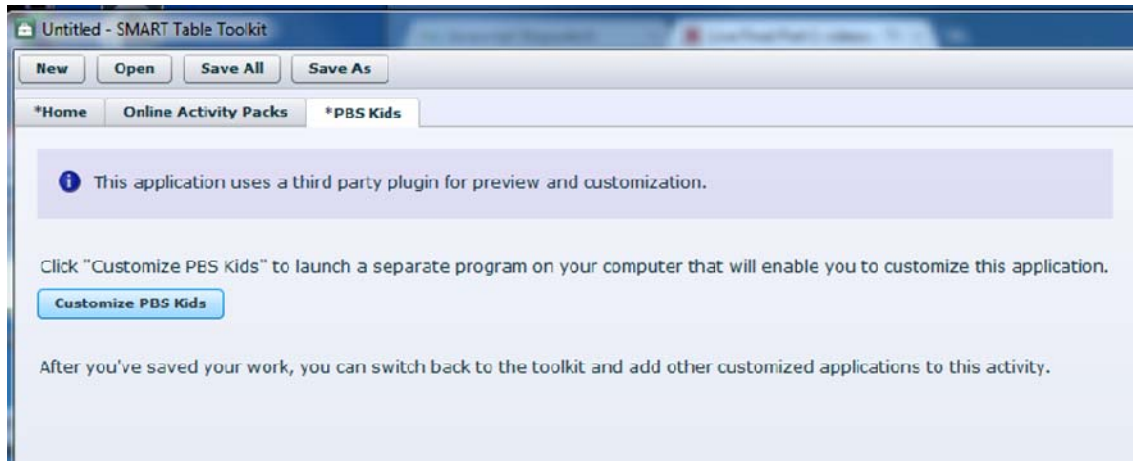 Untitled - SMART Table Toolkit
New Open Save All Save As
*Home Online Activity Packs *PBS Kids
This application uses a third party plugin for preview and customization.
Click "Customize PBS Kids" to launch a separate program on your computer that will enable you to customize this application.
Customize PBS Kids
After you've saved your work, you can switch back to the toolkit and add other customized applications to this activity.